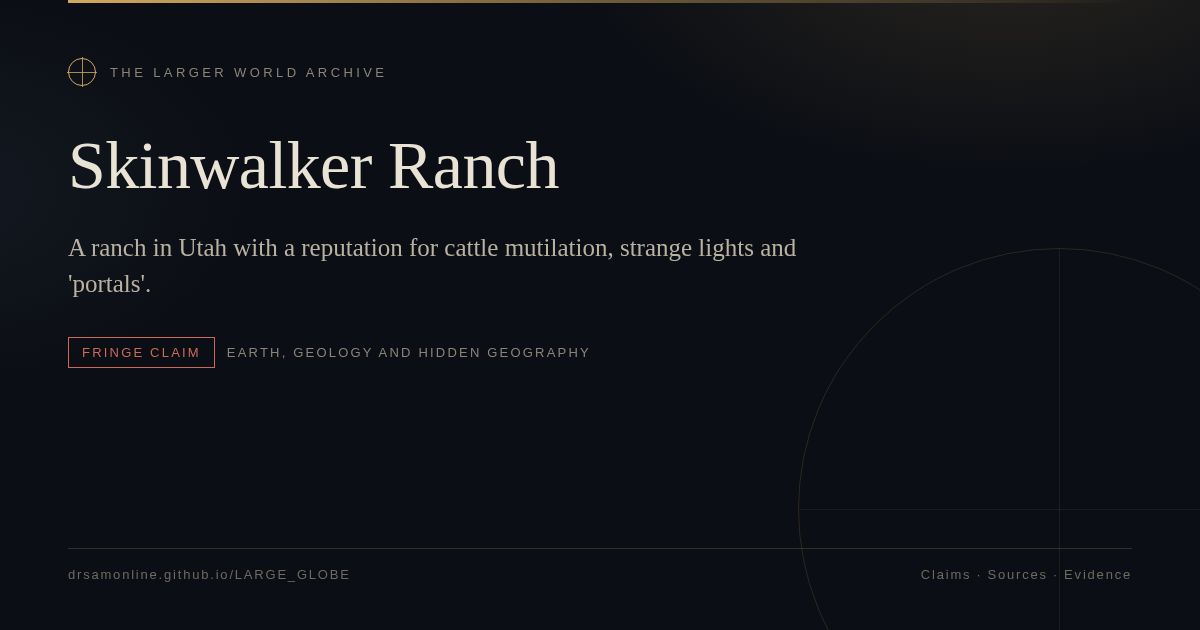 THE LARGER WORLD ARCHIVE
Skinwalker Ranch
A ranch in Utah with a reputation for cattle mutilation, strange lights and
'portals'.
FRINGE CLAIM EARTH, GEOLOGY AND HIDDEN GEOGRAPHY
drsamonline.github.io/LARGE_GLOBE Claims · Sources · Evidence